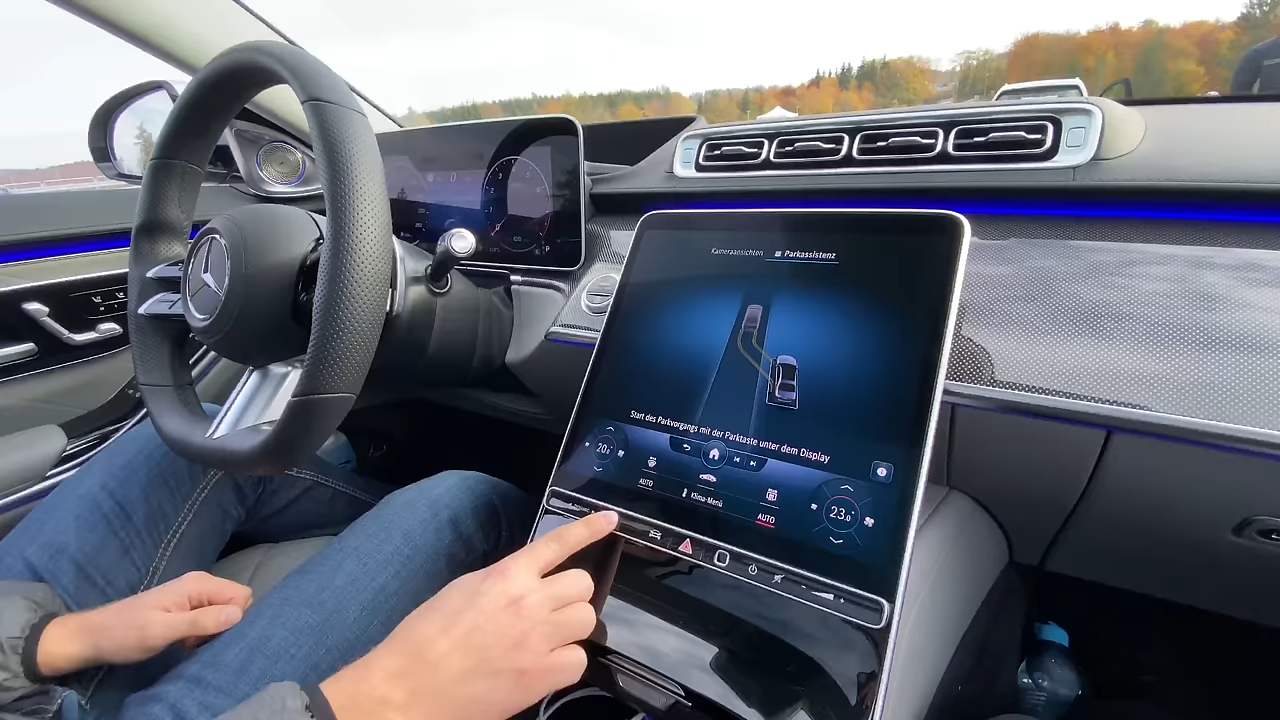 Kameraansichten Parkassistenz
Start des Parkvorgangs mit der Parktaste unter dem Display
20
AUTO
Klima-Menü
AUTO
23.0
P